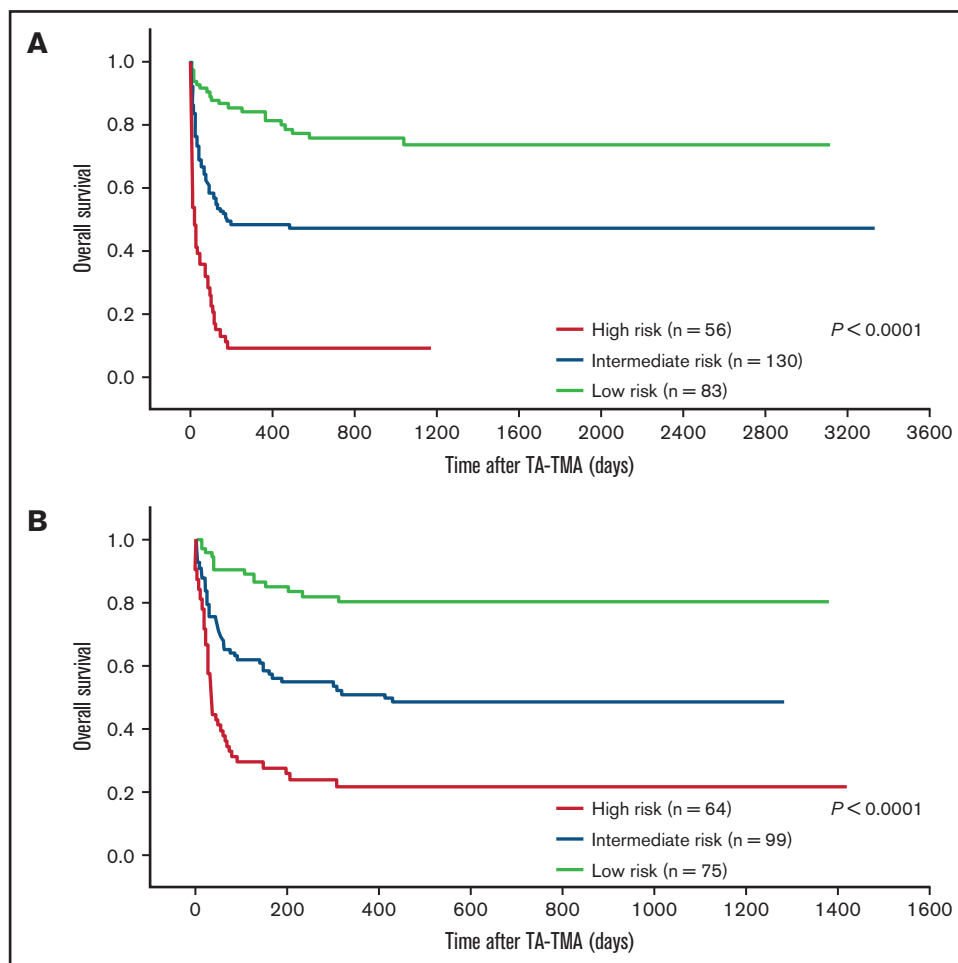 A
1.0
0.8
0.6
0.4
0.2
0.0
Overall survival
High risk (n = 56)
P < 0.0001
Intermediate risk (n = 130)
Low risk (n = 83)
0 400 800 1200 1600 2000 2400 2800 3200 3600
Time after TA-TMA (days)
B
1.0
0.8
0.6
0.4
0.2
0.0
Overall survival
High risk (n = 64)
P < 0.0001
Intermediate risk (n = 99)
Low risk (n = 75)
0 200 400 600 800 1000 1200 1400 1600
Time after TA-TMA (days)